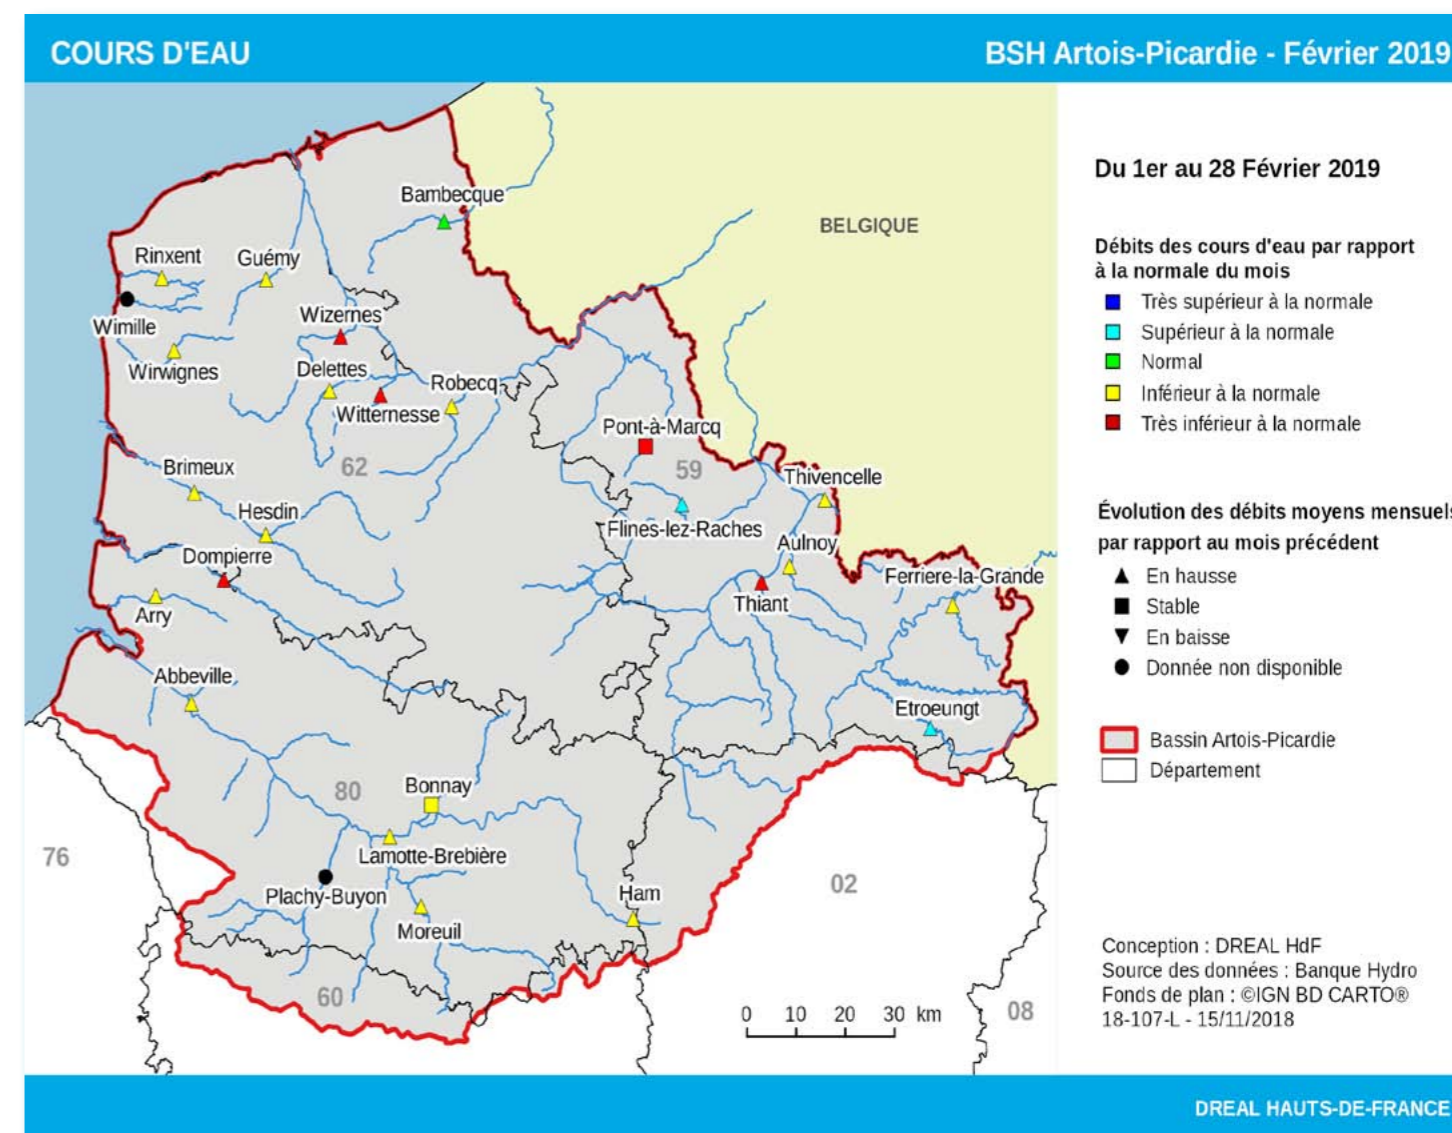 COURS D'EAU
BSH Artois-Picardie - Février 2019
Bambecque
BELGIQUE
Rinxent
Guémy
Wimille
Wizernes
Wirwignes
Delettes
Robecq
Witternesse
Pont-à-Marcq
62
59
Brimeux
Thivencelle
Hesdin
Flines-lez-Raches
Aulnoy
Dompierre
Ferriere-la-Grande
Arry
Thiant
Abbeville
Etroeungt
80
Bonnay
76
Lamotte-Brebière
02
Plachy-Buyon
Ham
Moreuil
60
08
0 10 20 30 km
Du 1er au 28 Février 2019
Débits des cours d'eau par rapport
à la normale du mois
Très supérieur à la normale
Supérieur à la normale
Normal
Inférieur à la normale
Très inférieur à la normale
Évolution des débits moyens mensuels
par rapport au mois précédent
En hausse
Stable
En baisse
Donnée non disponible
Bassin Artois-Picardie
Département
Conception : DREAL HdF
Source des données : Banque Hydro
Fonds de plan : ©IGN BD CARTO®
18-107-L - 15/11/2018
DREAL HAUTS-DE-FRANCE